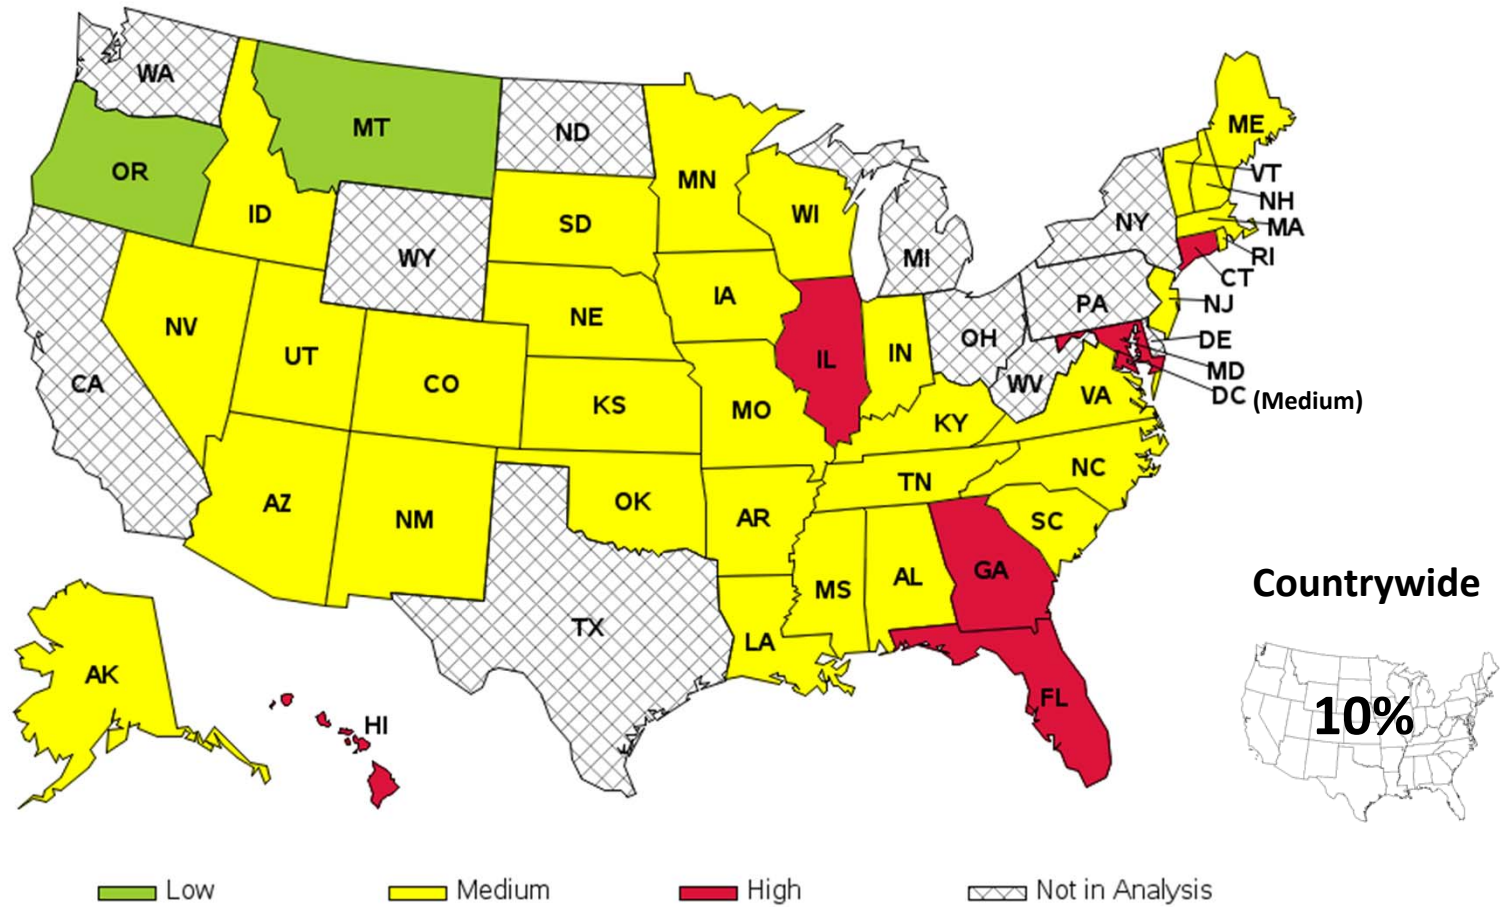 WA
MT
ND
OR
ID
MN
ME
VT
NH
MA
RI
CT
NJ
DE
MD
DC (Medium)
SD
WI
NY
WY
MI
IA
NE
PA
NV
UT
CO
KS
MO
IL
IN
OH
WV
VA
KY
CA
AZ
NM
OK
AR
TN
NC
SC
MS
AL
GA
TX
LA
FL
AK
HI
Countrywide
10%
Low
Medium
High
Not in Analysis